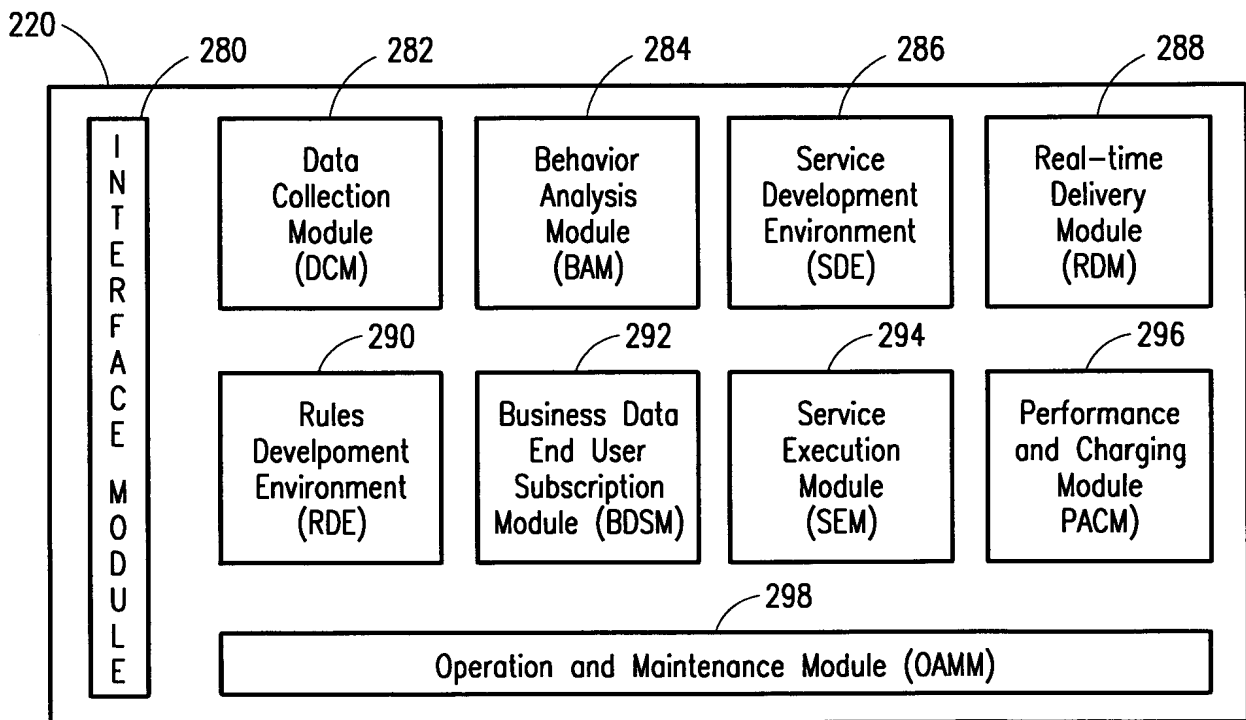 220
280
282
284
286
288
INTERFACE MODULE
Data
Collection
Module
(DCM)
Behavior
Analysis
Module
(BAM)
Service
Development
Environment
(SDE)
Real-time
Delivery
Module
(RDM)
290
292
294
296
Rules
Develpoment
Environment
(RDE)
Business Data
End User
Subscription
Module (BDSM)
Service
Execution
Module
(SEM)
Performance
and Charging
Module
PACM)
298
Operation and Maintenance Module (OAMM)